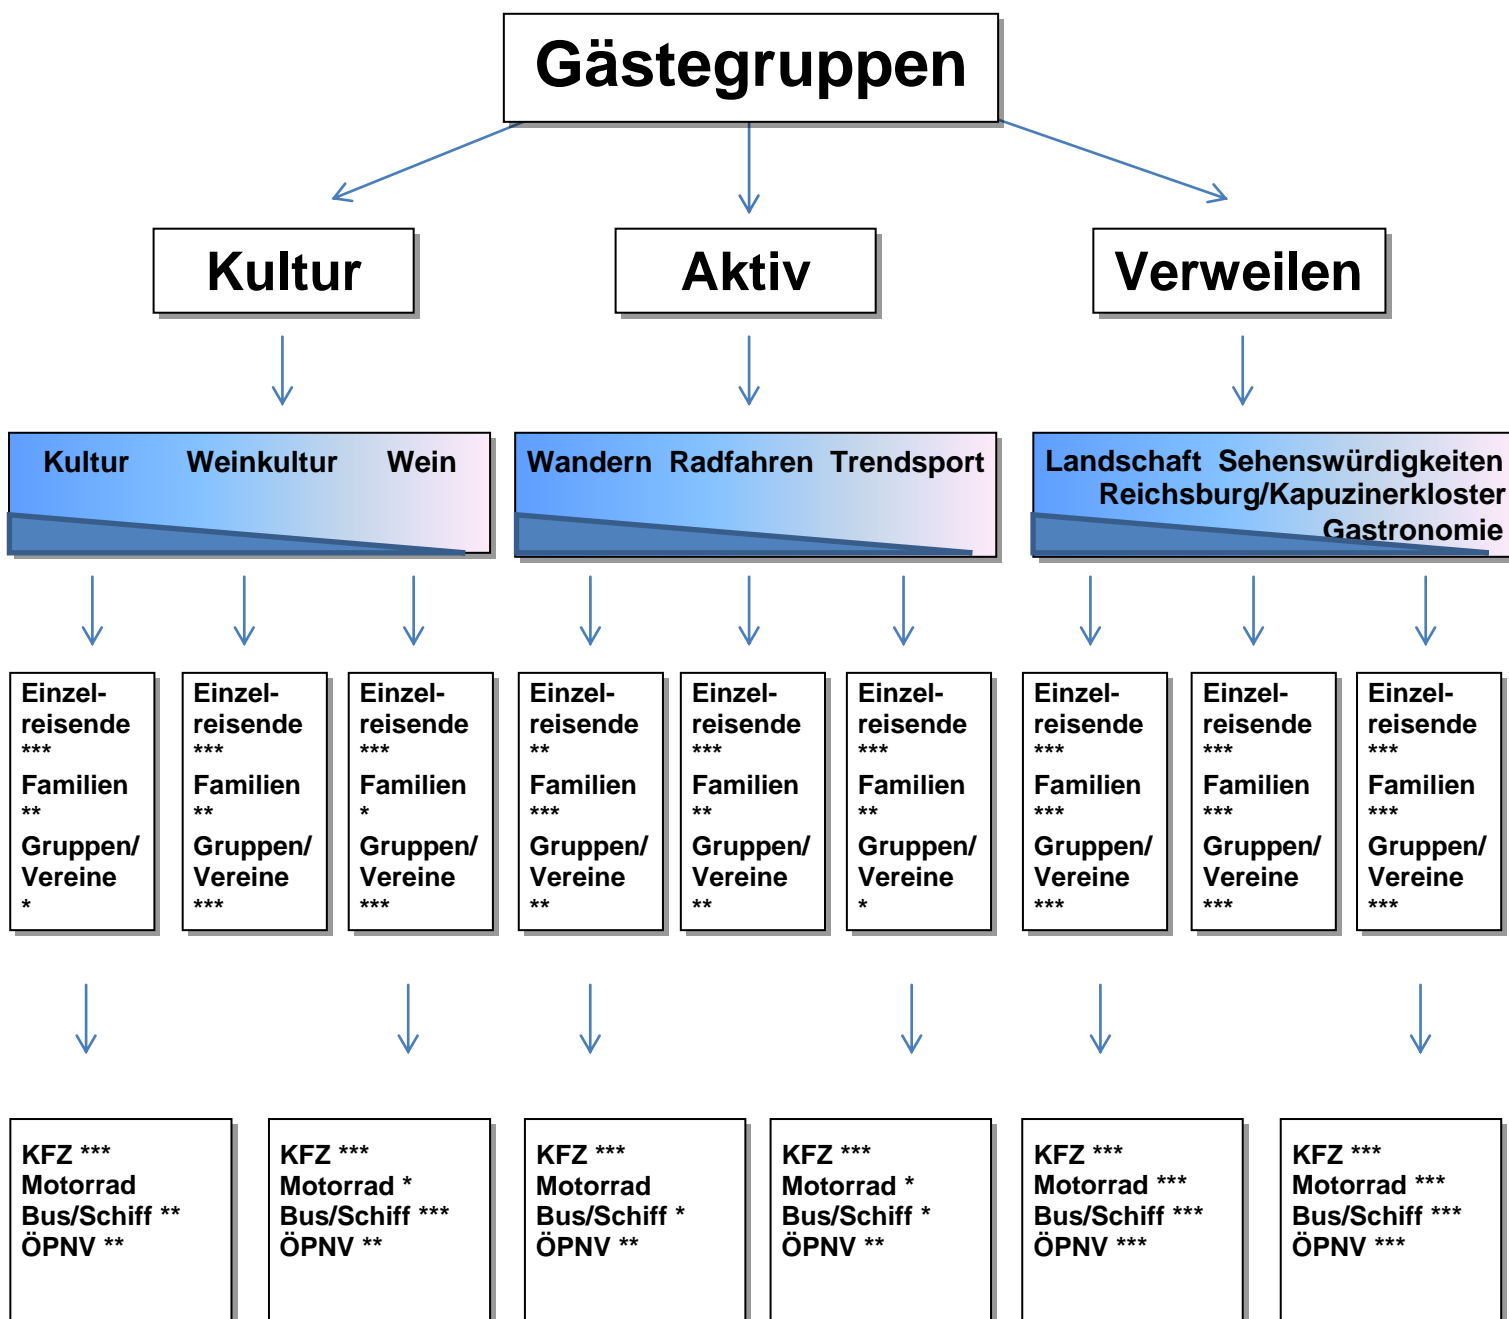 Gästegruppen
Kultur
Aktiv
Verweilen
Kultur Weinkultur Wein
Wandern Radfahren Trendsport
Landschaft Sehenswürdigkeiten
Reichsburg/Kapuzinerkloster
Gastronomie
Einzel-
reisende
***
Familien
**
Gruppen/
Vereine
*
Einzel-
reisende
***
Familien
**
Gruppen/
Vereine
***
Einzel-
reisende
***
Familien
*
Gruppen/
Vereine
***
Einzel-
reisende
**
Familien
***
Gruppen/
Vereine
**
Einzel-
reisende
***
Familien
**
Gruppen/
Vereine
**
Einzel-
reisende
***
Familien
**
Gruppen/
Vereine
*
Einzel-
reisende
***
Familien
***
Gruppen/
Vereine
***
Einzel-
reisende
***
Familien
***
Gruppen/
Vereine
***
Einzel-
reisende
***
Familien
***
Gruppen/
Vereine
***
KFZ ***
Motorrad
Bus/Schiff **
ÖPNV **
KFZ ***
Motorrad *
Bus/Schiff ***
ÖPNV **
KFZ ***
Motorrad
Bus/Schiff *
ÖPNV **
KFZ ***
Motorrad *
Bus/Schiff *
ÖPNV **
KFZ ***
Motorrad ***
Bus/Schiff ***
ÖPNV ***
KFZ ***
Motorrad ***
Bus/Schiff ***
ÖPNV ***